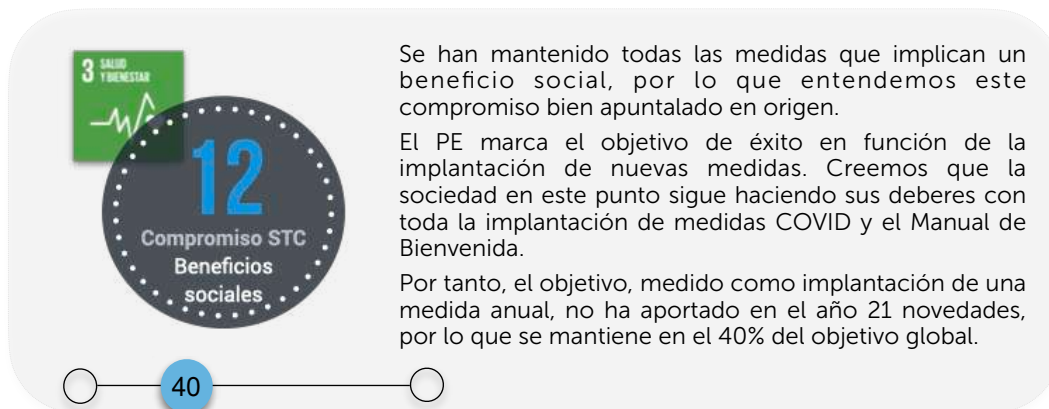 3 SALUD
Y BIENESTAR
12
Compromiso STC
Beneficios
sociales
Se han mantenido todas las medidas que implican un
beneficio social, por lo que entendemos este
compromiso bien apuntalado en origen.
El PE marca el objetivo de éxito en función de la
implantación de nuevas medidas. Creemos que la
sociedad en este punto sigue haciendo sus deberes con
toda la implantación de medidas COVID y el Manual de
Bienvenida.
Por tanto, el objetivo, medido como implantación de una
medida anual, no ha aportado en el año 21 novedades,
por lo que se mantiene en el 40% del objetivo global.
40